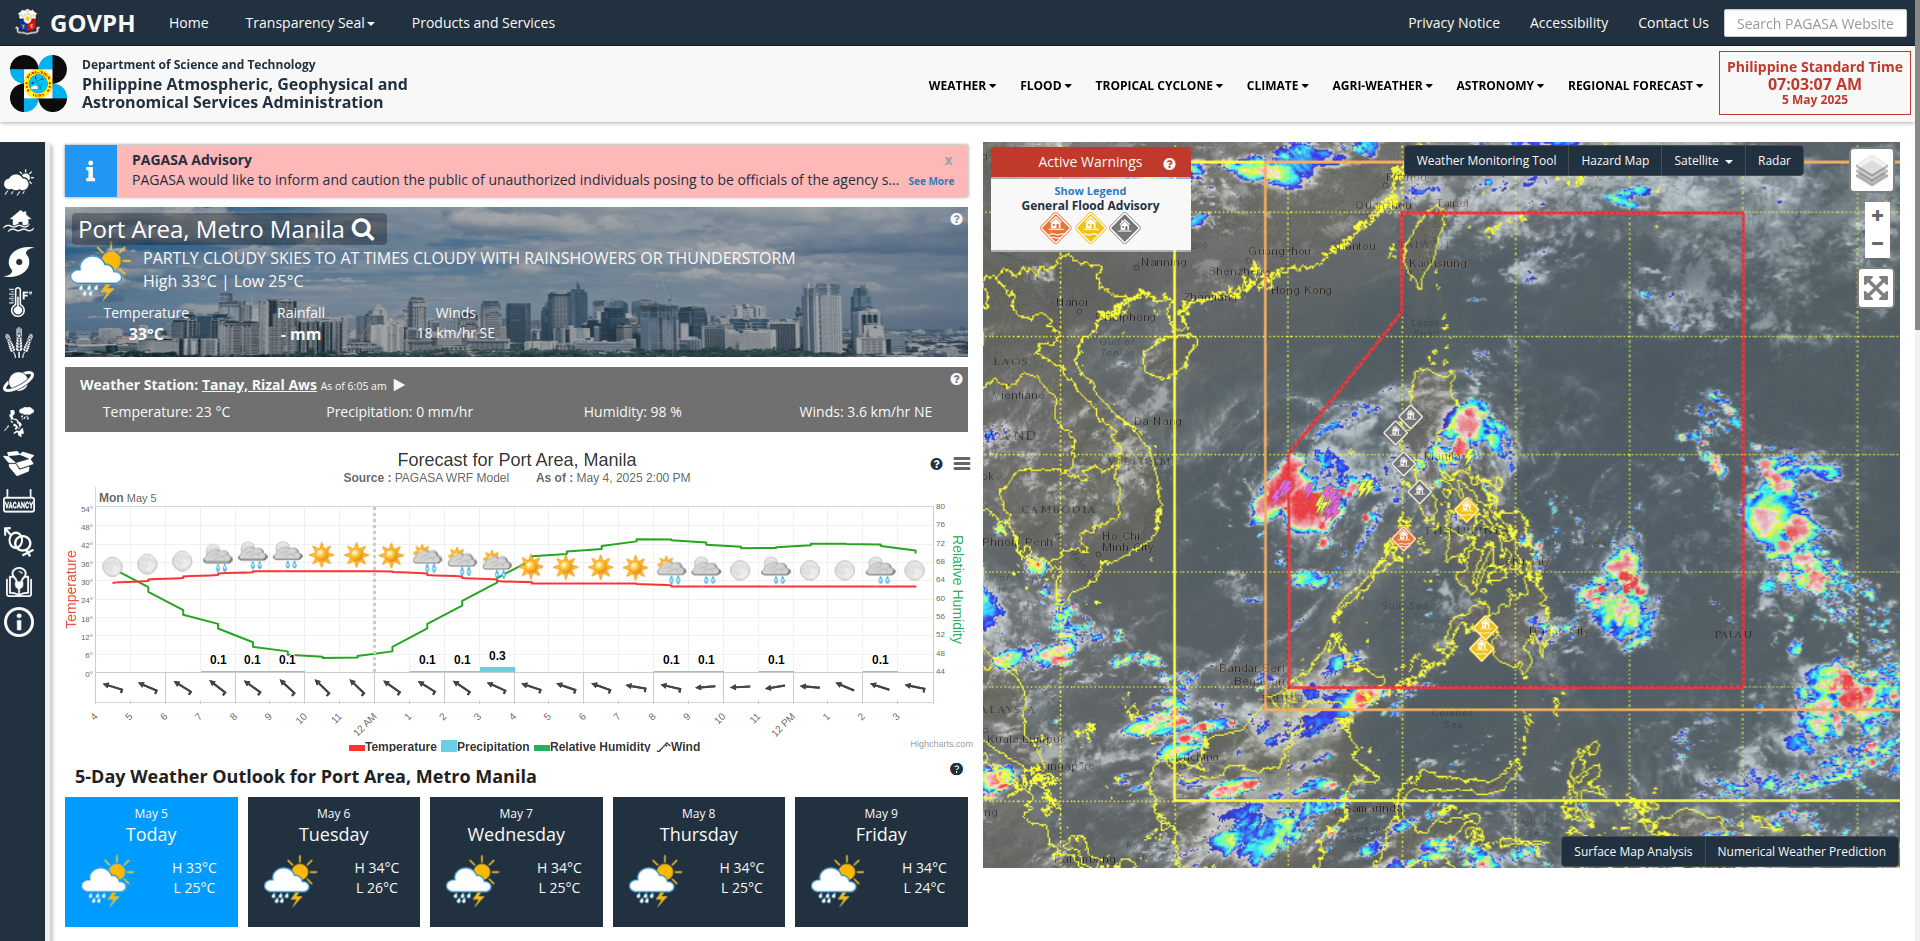 GOVPH
Home
Transparency Seal
Products and Services
Privacy Notice
Accessibility
Contact Us
Search PAGASA Website
Department of Science and Technology
Philippine Atmospheric, Geophysical and
Astronomical Services Administration
WEATHER
FLOOD
TROPICAL CYCLONE
CLIMATE
AGRI-WEATHER
ASTRONOMY
REGIONAL FORECAST
Philippine Standard Time
07:03:07 AM
5 May 2025
PAGASA Advisory
x
PAGASA would like to inform and caution the public of unauthorized individuals posing to be officials of the agency s... See More
Port Area, Metro Manila
PARTLY CLOUDY SKIES TO AT TIMES CLOUDY WITH RAINSHOWERS OR THUNDERSTORM
High 33°C | Low 25°C
Temperature
33°C
Rainfall
- mm
Winds
18 km/hr SE
Weather Station: Tanay, Rizal Aws As of 6:05 am
Temperature: 23 °C
Precipitation: 0 mm/hr
Humidity: 98 %
Winds: 3.6 km/hr NE
Forecast for Port Area, Manila
Source : PAGASA WRF Model As of : May 4, 2025 2:00 PM
Mon May 5
Temperature
54°
48°
42°
36°
30°
24°
18°
12°
6°
0°
80
76
72
68
64
60
56
52
48
44
Relative Humidity
0.1 0.1 0.1 0.1 0.1 0.3 0.1 0.1 0.1 0.1
4 5 6 7 8 9 10 11 12 AM 1 2 3 4 5 6 7 8 9 10 11 12 PM 1 2 3
Temperature Precipitation Relative Humidity Wind
Highcharts.com
5-Day Weather Outlook for Port Area, Metro Manila
May 5
Today
H 33°C
L 25°C
May 6
Tuesday
H 34°C
L 26°C
May 7
Wednesday
H 34°C
L 25°C
May 8
Thursday
H 34°C
L 25°C
May 9
Friday
H 34°C
L 24°C
VACANCY
Active Warnings
Show Legend
General Flood Advisory
Weather Monitoring Tool
Hazard Map
Satellite
Radar
+
−
Taipei
Guangzhou
Nanning
Shenzhen
Kaohsiung
Hong Kong
Zhanjiang
Hanoi
Haiphong
Gulf of
Tonkin
Luzon
LAOS
Vientiane
Da Nang
VIETNAM
CAMBODIA
Phnom Penh
Ho Chi
Minh City
Sulu Sea
Davao City
PALAU
Bandar Seri
Begawan
Celebes
Sea
Kuala Lumpur
Singapore
Kuching
Samarinda
Surface Map Analysis
Numerical Weather Prediction